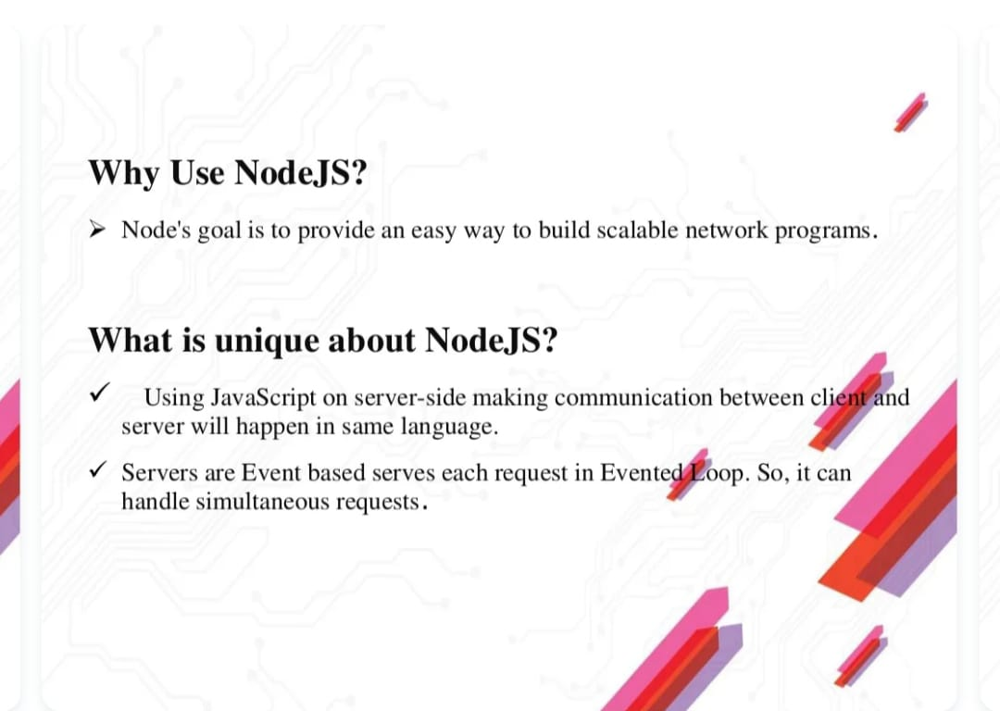 Why Use NodeJS?
➢ Node's goal is to provide an easy way to build scalable network programs.
What is unique about NodeJS?
✓ Using JavaScript on server-side making communication between client and
server will happen in same language.
✓ Servers are Event based serves each request in Evented Loop. So, it can
handle simultaneous requests.